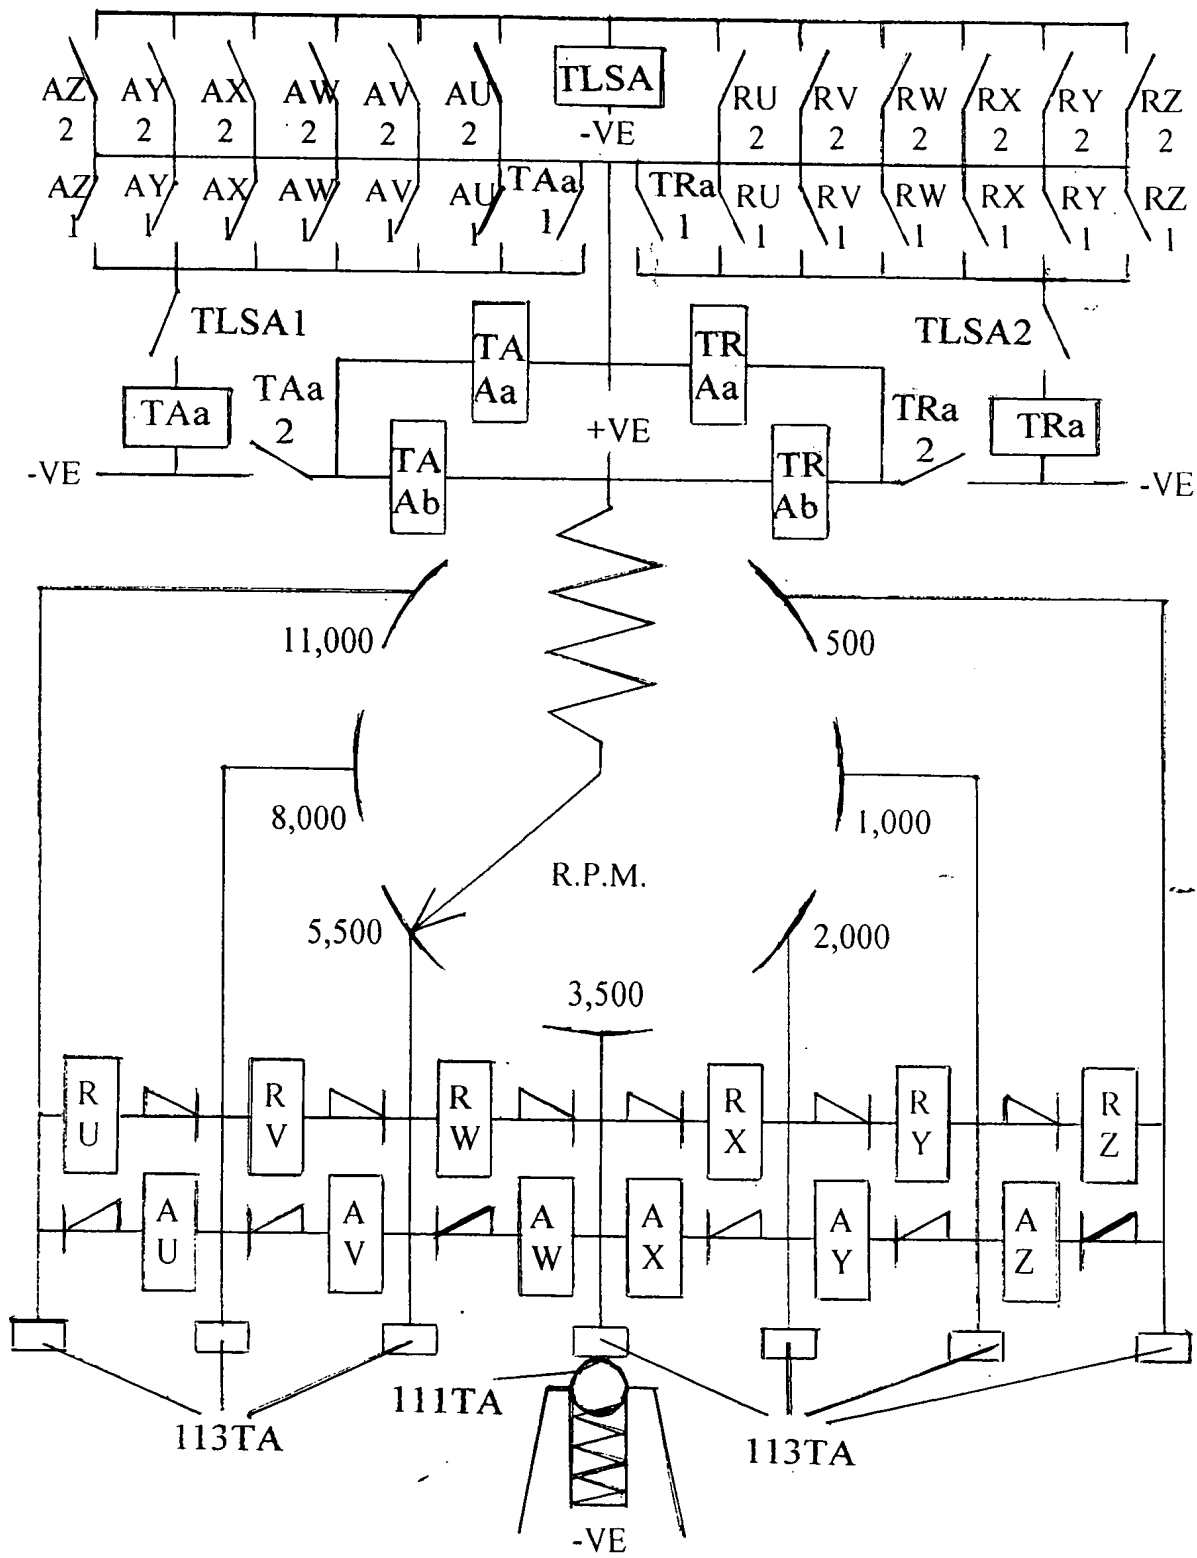 TLSA
AZ AY AX AW AV AU RU RV RW RX RY RZ
2 2 2 2 2 2 -VE 2 2 2 2 2 2
AZ AY AX AW AV AU TAa TRa RU RV RW RX RY RZ
1 1 1 1 1 1 1 1 1 1 1 1 1 1
TLSA1 TLSA2
TA TR
Aa Aa
TAa TAa TRa TRa
2 2
+VE
-VE TA TR -VE
Ab Ab
11,000 500
8,000 1,000
R.P.M.
5,500 2,000
3,500
R R R R R R
U V W X Y Z
A A A A A A
U V W X Y Z
111TA
113TA 113TA
-VE